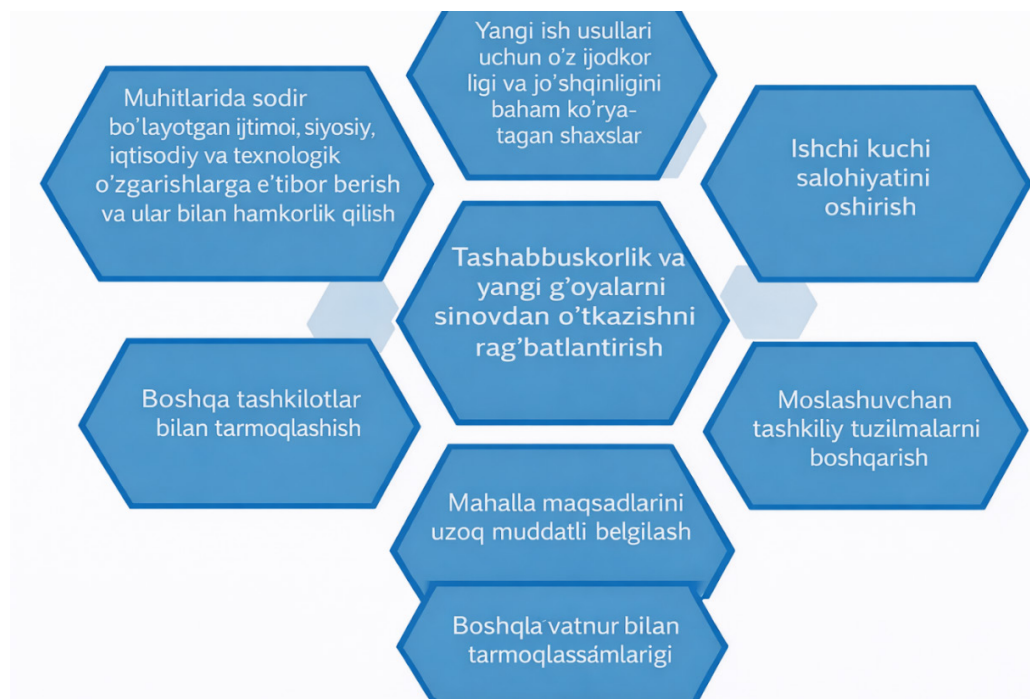 Yangi ish usullari
uchun o'z ijodkor
ligi va jo'shqinligini
baham ko'rya-
tagan shaxslar
Muhitlarida sodir
bo'layotgan ijtimoi, siyosiy,
iqtisodiy va texnologik
o'zgarishlarga e'tibor berish
va ular bilan hamkorlik qilish
Ishchi kuchi
salohiyatini
oshirish
Tashabbuskorlik va
yangi g'oyalarni
sinovdan o'tkazishni
rag'batlantirish
Boshqa tashkilotlar
bilan tarmoqlashish
Moslashuvchan
tashkiliy tuzilmalarni
boshqarish
Mahalla maqsadlarini
uzoq muddatli belgilash
Boshqla vatnur bilan
tarmoqlassámlarigi